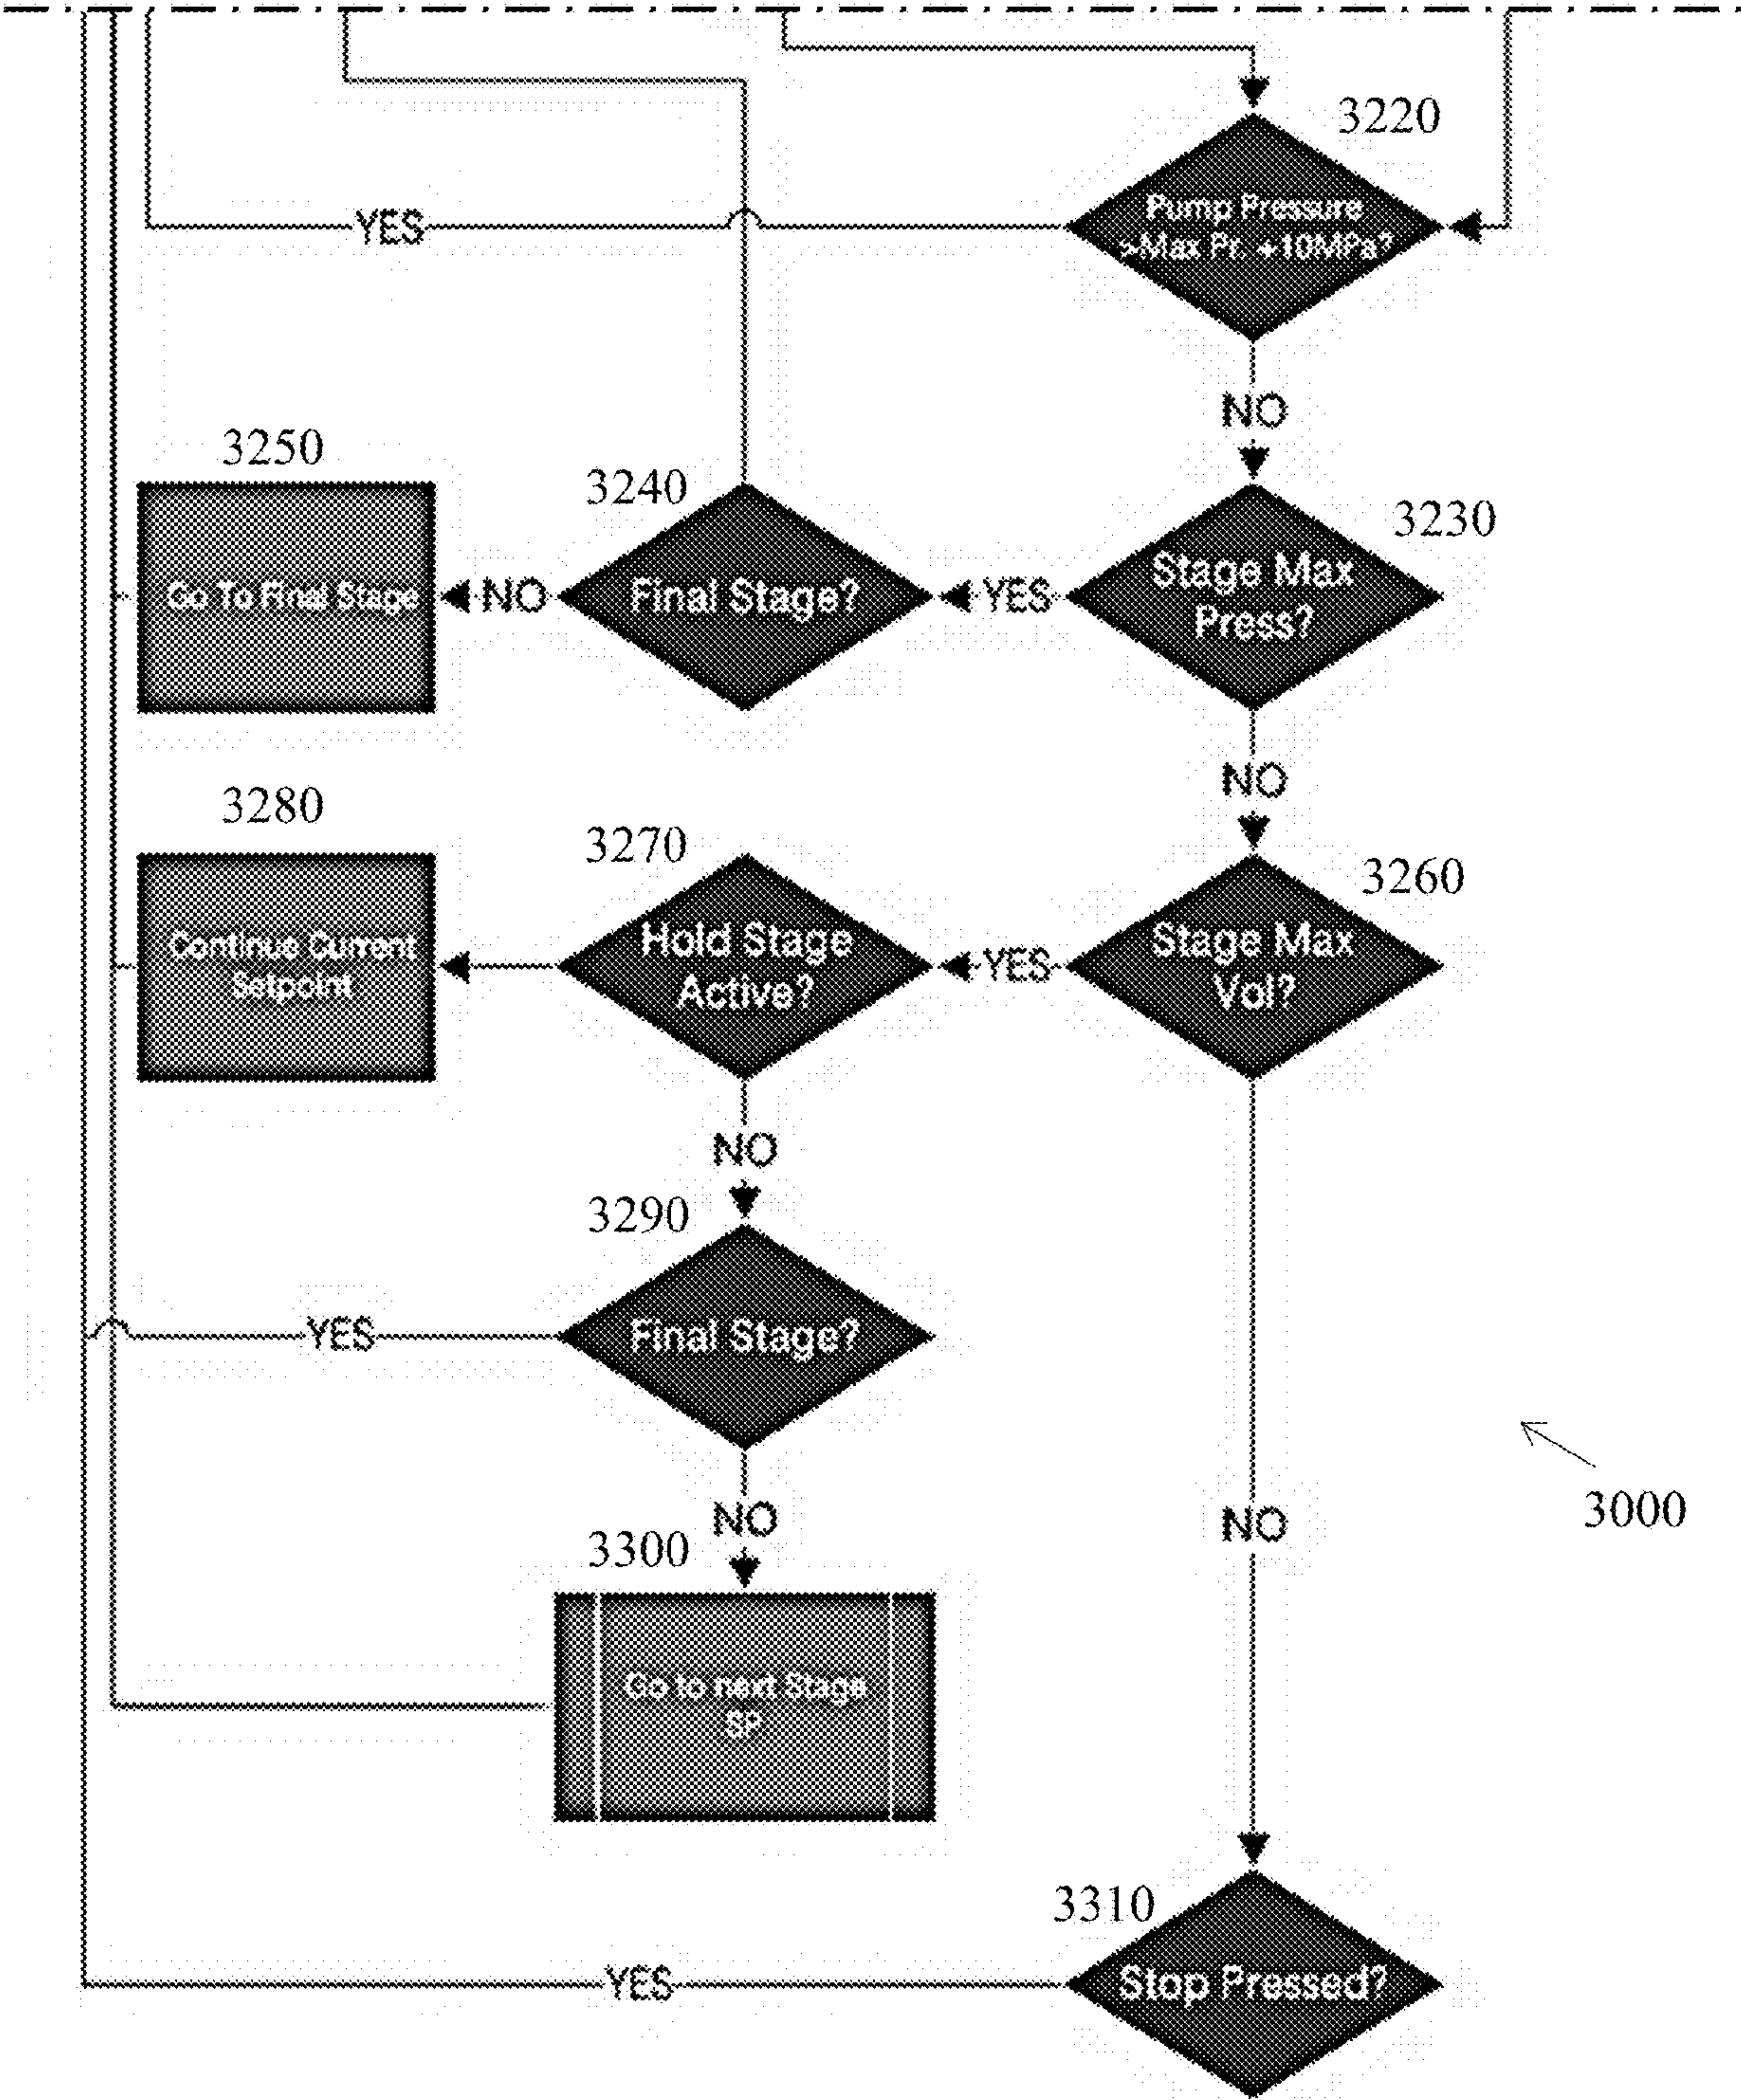 3220
Pump Pressure
>Max Pr. +10MPa?
YES
NO
3250
3240
3230
Go To Final Stage
NO
Final Stage?
YES
Stage Max
Press?
NO
3280
3270
3260
Continue Current
Setpoint
Hold Stage
Active?
YES
Stage Max
Vol?
NO
3290
YES
Final Stage?
NO
3300
NO
3000
Go to next Stage
SP
3310
YES
Stop Pressed?